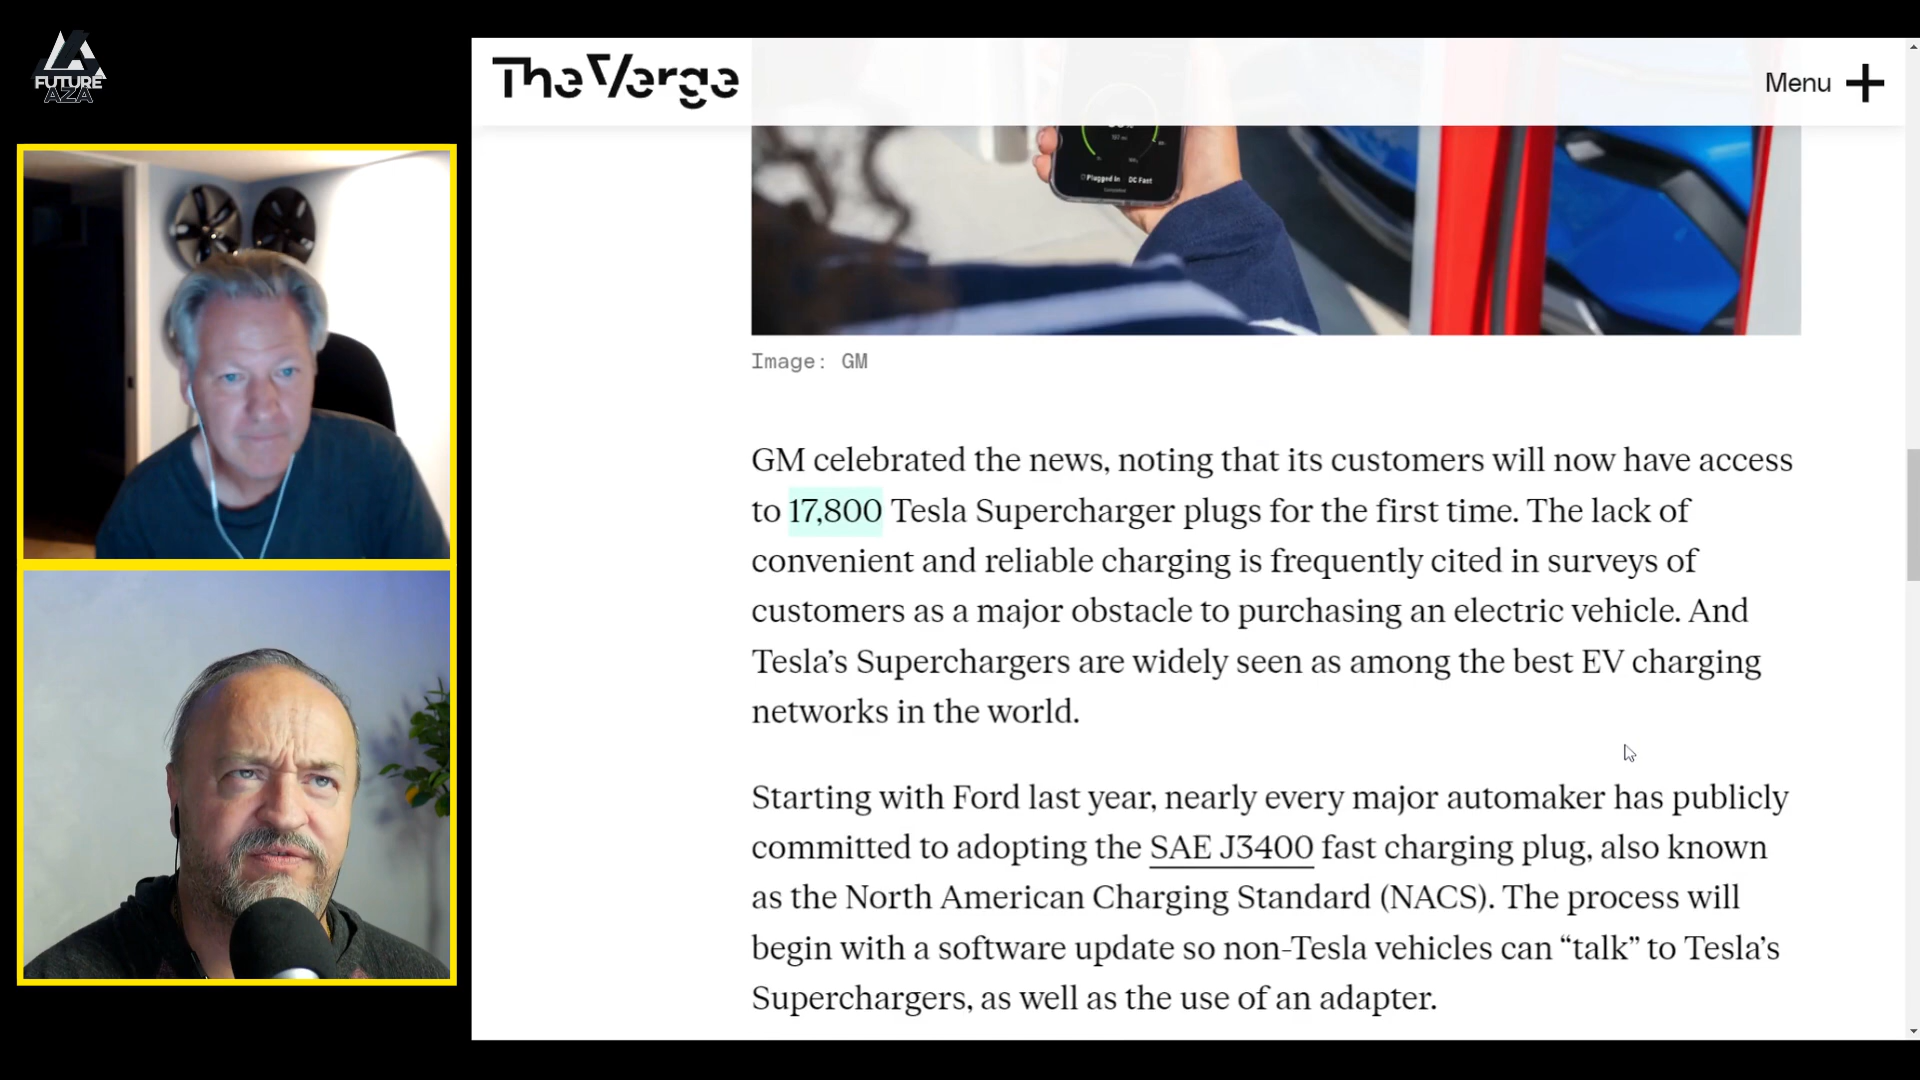 FUTURE
AZA
The Verge
Menu
Plugged In DC Fast
Image: GM
GM celebrated the news, noting that its customers will now have access
to 17,800 Tesla Supercharger plugs for the first time. The lack of
convenient and reliable charging is frequently cited in surveys of
customers as a major obstacle to purchasing an electric vehicle. And
Tesla’s Superchargers are widely seen as among the best EV charging
networks in the world.
Starting with Ford last year, nearly every major automaker has publicly
committed to adopting the SAE J3400 fast charging plug, also known
as the North American Charging Standard (NACS). The process will
begin with a software update so non-Tesla vehicles can “talk” to Tesla’s
Superchargers, as well as the use of an adapter.